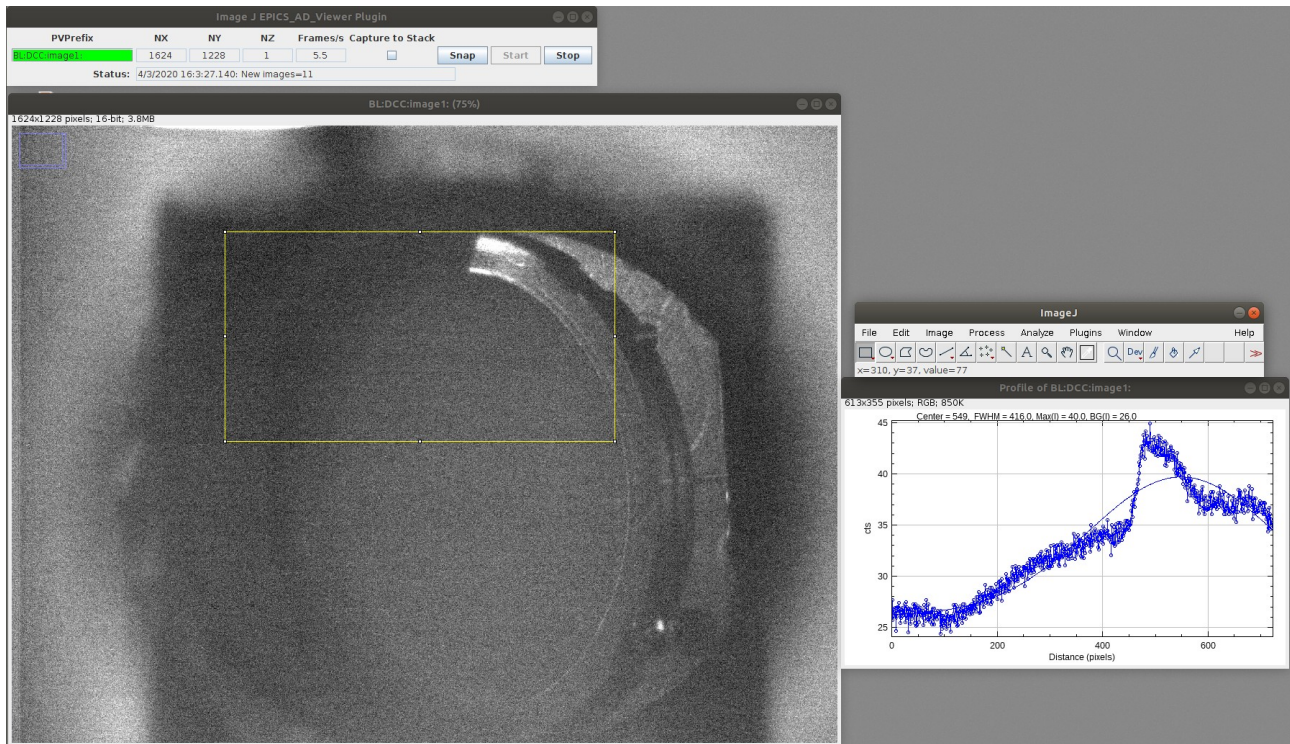 Image J EPICS_AD_Viewer Plugin
PVPrefix NX NY NZ Frames/s Capture to Stack
BL:DCC:image1: 1624 1228 1 5.5 Snap Start Stop
Status: 4/3/2020 16:3:27.140: New images=11
BL:DCC:image1: (75%)
1624x1228 pixels; 16-bit; 3.8MB
ImageJ
File Edit Image Process Analyze Plugins Window Help
A Dev
x=310, y=37, value=77
Profile of BL:DCC:image1:
613x355 pixels; RGB; 850K
Center = 549, FWHM = 416.0, Max(I) = 40.0, BG(I) = 26.0
45
40
35
30
25
cts
0 200 400 600
Distance (pixels)